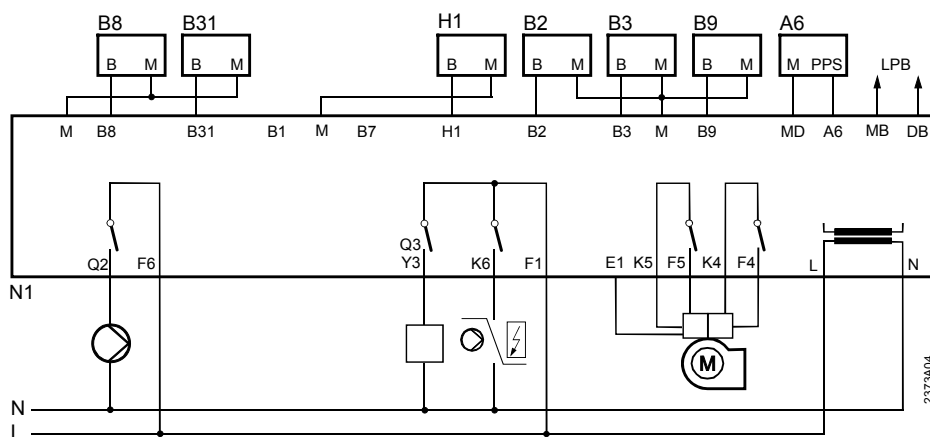 B8 B31 H1 B2 B3 B9 A6
B M B M B M B M B M B M M PPS LPB
M B8 B31 B1 M B7 H1 B2 B3 M B9 MD A6 MB DB
Q3
Q2 F6 Y3 K6 F1 E1 K5 F5 K4 F4 L N
N1
M
2373A04
N
L